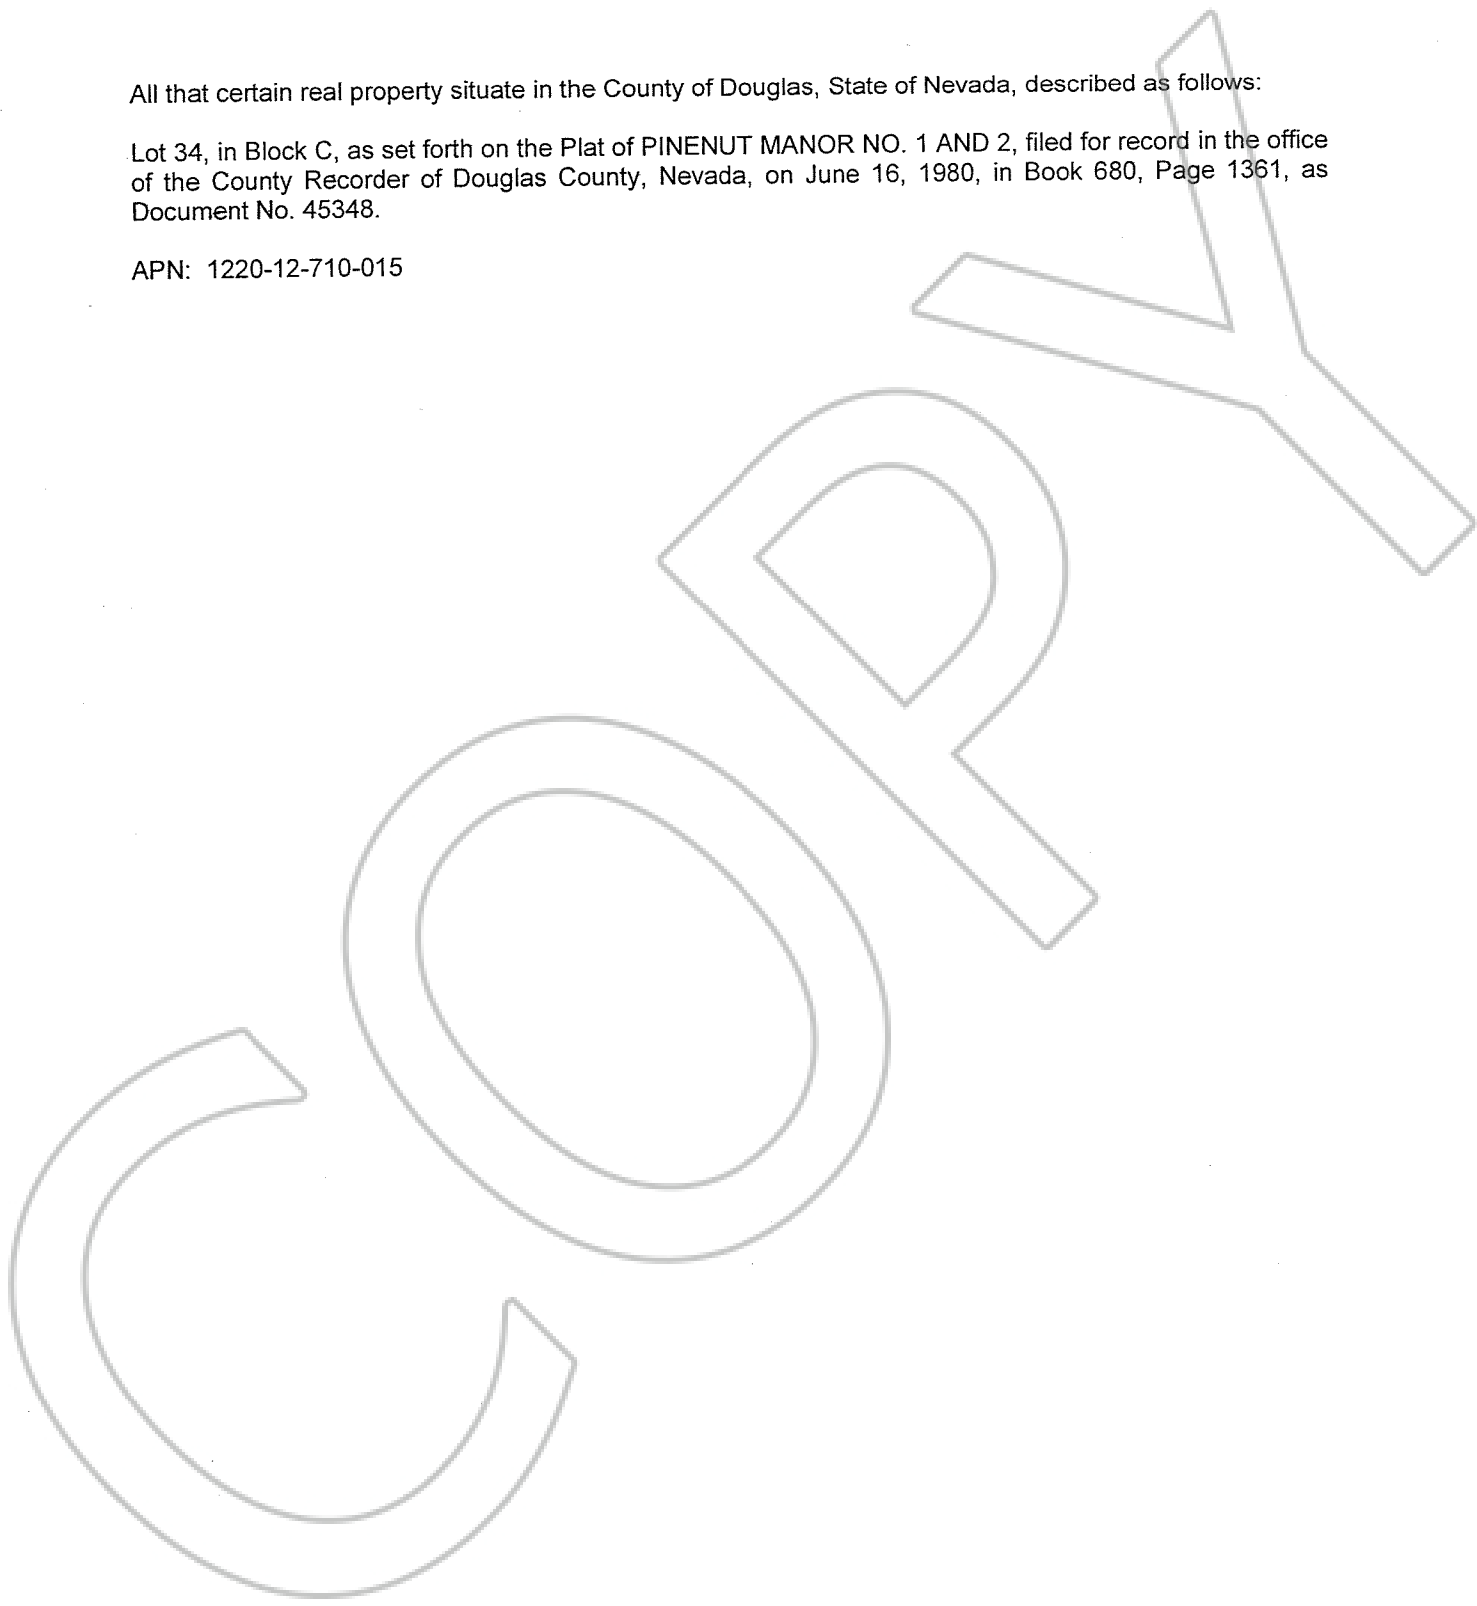 All that certain real property situate in the County of Douglas, State of Nevada, described as follows:
Lot 34, in Block C, as set forth on the Plat of PINENUT MANOR NO. 1 AND 2, filed for record in the office
of the County Recorder of Douglas County, Nevada, on June 16, 1980, in Book 680, Page 1361, as
Document No. 45348.
APN: 1220-12-710-015
COPY